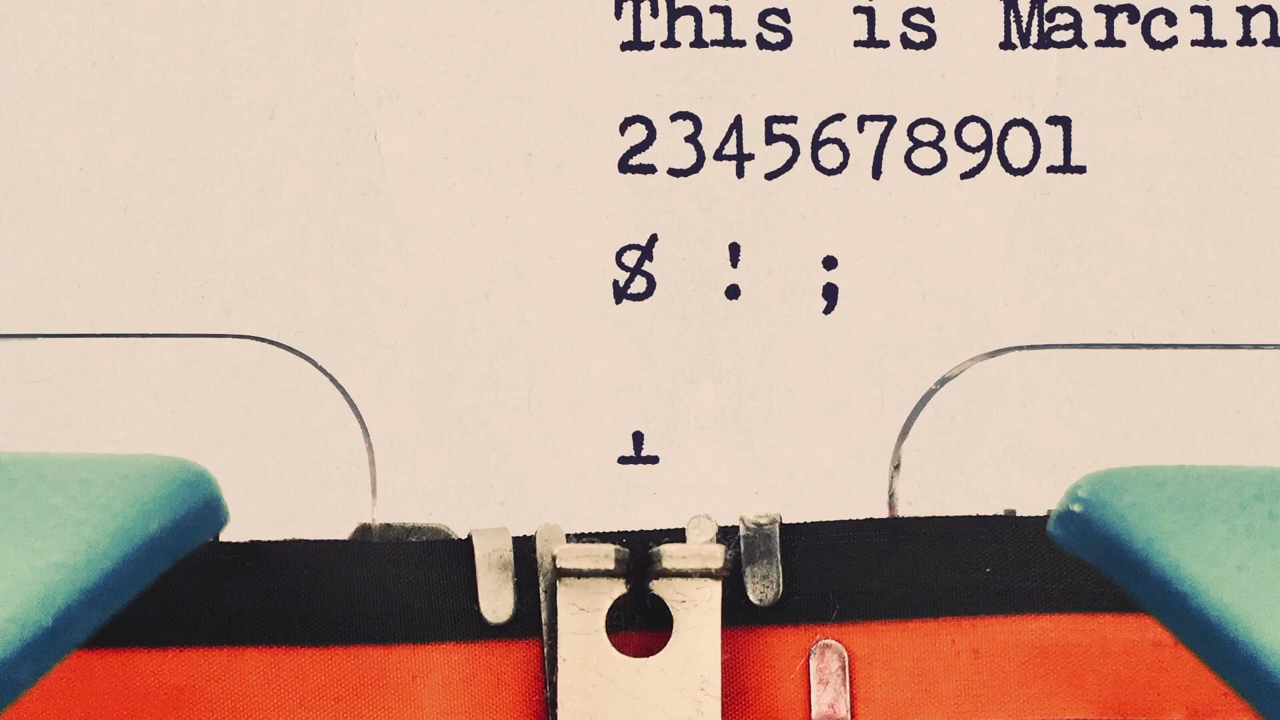 This is Marcin
2345678901
$ ! ;
⊥